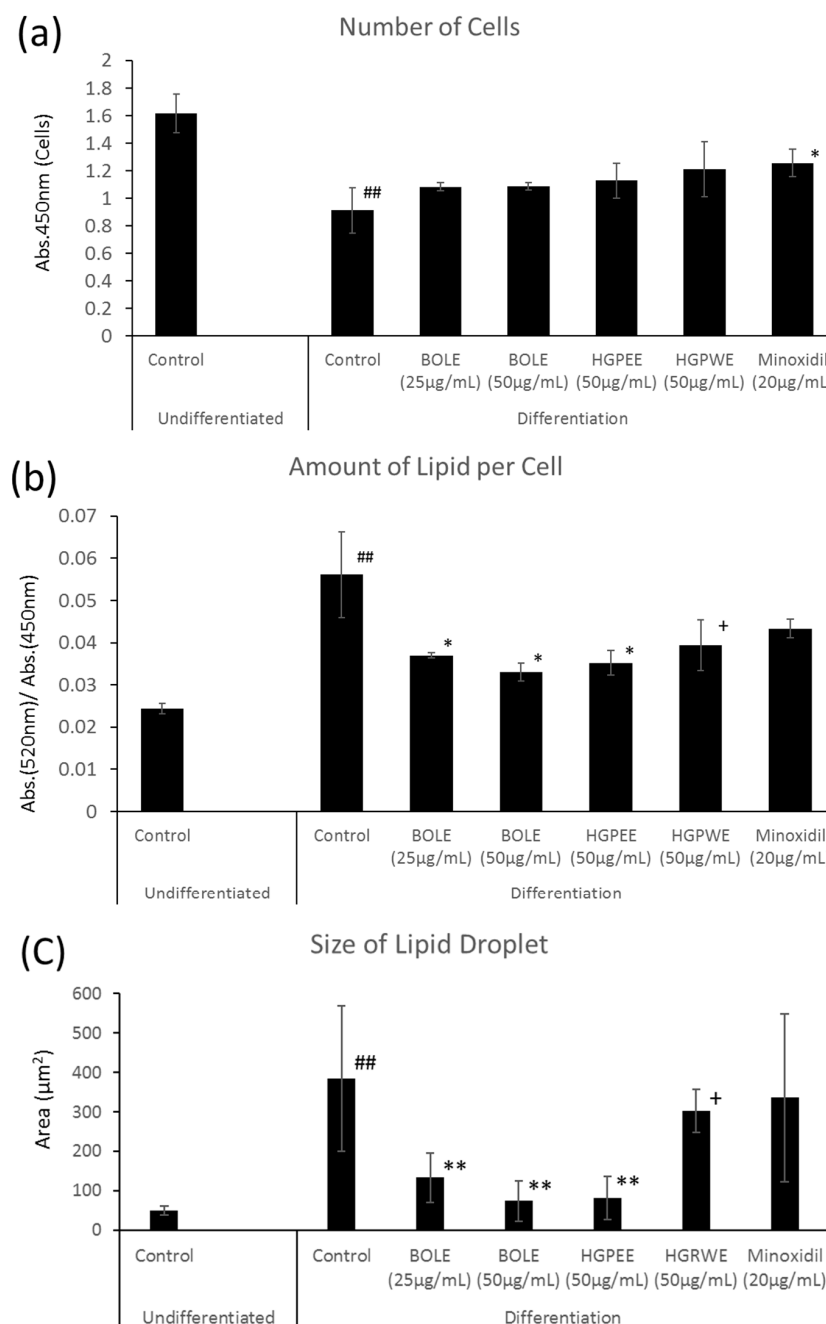 (a)
Number of Cells
Abs.450nm (Cells)
2
1.8
1.6
1.4
1.2
1
0.8
0.6
0.4
0.2
0
##
*
Control Control BOLE BOLE HGPEE HGPWE Minoxidil
(25µg/mL) (50µg/mL) (50µg/mL) (50µg/mL) (20µg/mL)
Undifferentiated Differentiation
(b)
Amount of Lipid per Cell
Abs.(520nm)/ Abs.(450nm)
0.07
0.06
0.05
0.04
0.03
0.02
0.01
0
##
* * * +
Control Control BOLE BOLE HGPEE HGPWE Minoxidil
(25µg/mL) (50µg/mL) (50µg/mL) (50µg/mL) (20µg/mL)
Undifferentiated Differentiation
(C)
Size of Lipid Droplet
Area (µm²)
600
500
400
300
200
100
0
##
** ** ** +
Control Control BOLE BOLE HGPEE HGRWE Minoxidil
(25µg/mL) (50µg/mL) (50µg/mL) (50µg/mL) (20µg/mL)
Undifferentiated Differentiation